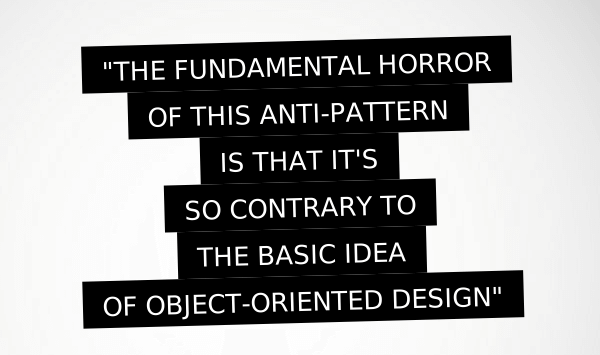 "THE FUNDAMENTAL HORROR
OF THIS ANTI-PATTERN
IS THAT IT'S
SO CONTRARY TO
THE BASIC IDEA
OF OBJECT-ORIENTED DESIGN"